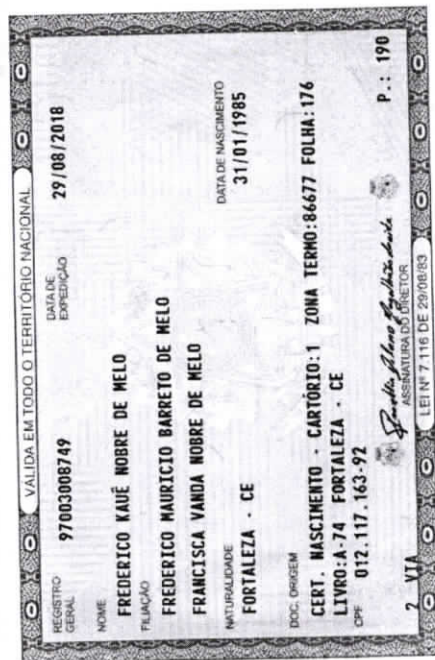 VÁLIDA EM TODO O TERRITÓRIO NACIONAL
REGISTRO GERAL 97003008749 DATA DE EXPEDIÇÃO 29/08/2018
NOME
FREDERICO KAUÊ NOBRE DE MELO
FILIAÇÃO
FREDERICO MAURICIO BARRETO DE MELO
FRANCISCA VANDA NOBRE DE MELO
NATURALIDADE DATA DE NASCIMENTO
FORTALEZA - CE 31/01/1985
DOC. ORIGEM
CERT. NASCIMENTO - CARTÓRIO:1 ZONA TERMO:86677 FOLHA:176
LIVRO:A-74 FORTALEZA - CE
CPF 012.117.163-92
2 VIA P.: 190
ASSINATURA DO DIRETOR
LEI Nº 7.116 DE 29/08/83